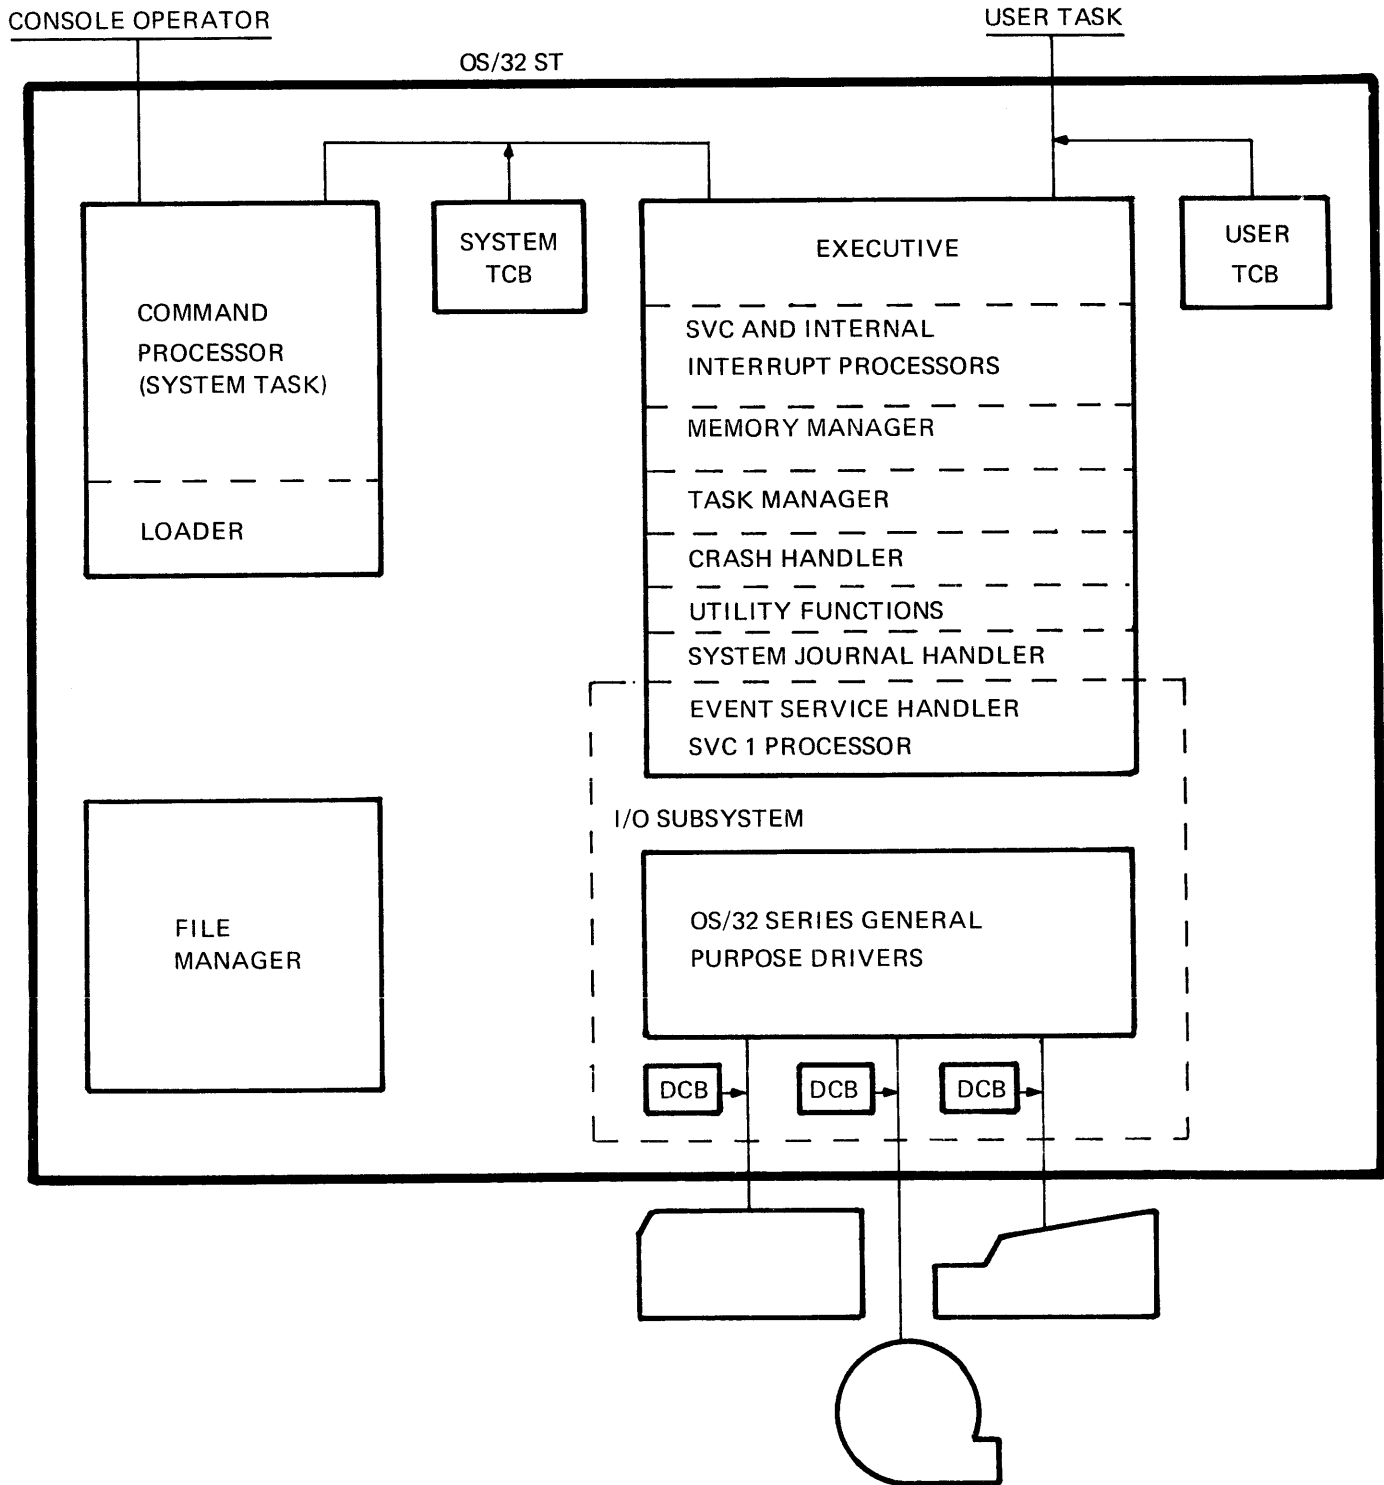 CONSOLE OPERATOR
USER TASK
OS/32 ST
COMMAND
PROCESSOR
(SYSTEM TASK)
LOADER
SYSTEM
TCB
EXECUTIVE
SVC AND INTERNAL
INTERRUPT PROCESSORS
MEMORY MANAGER
TASK MANAGER
CRASH HANDLER
UTILITY FUNCTIONS
SYSTEM JOURNAL HANDLER
EVENT SERVICE HANDLER
SVC 1 PROCESSOR
USER
TCB
FILE
MANAGER
I/O SUBSYSTEM
OS/32 SERIES GENERAL
PURPOSE DRIVERS
DCB
DCB
DCB